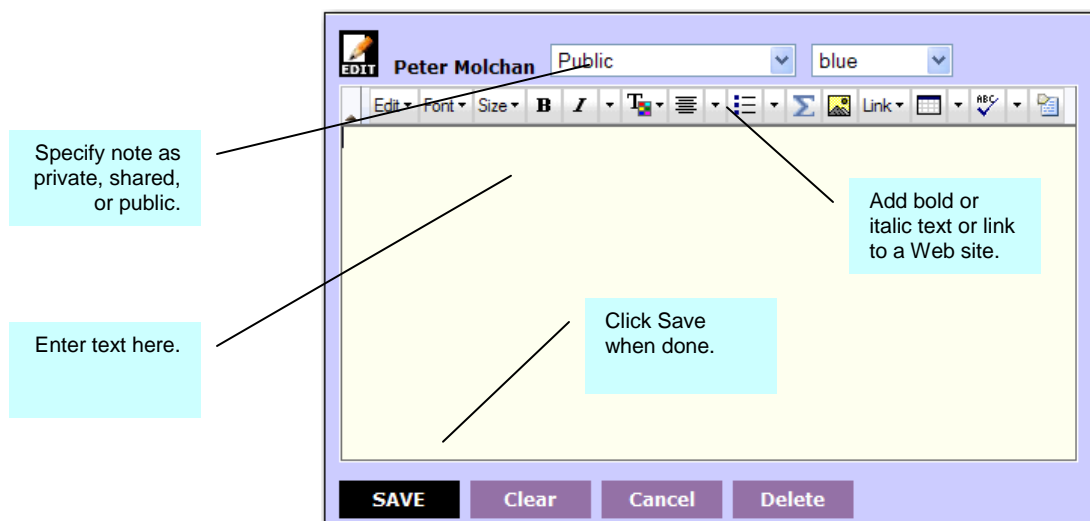 EDIT Peter Molchan Public blue
Edit Font Size B I Link ABC
Specify note as
private, shared,
or public.
Add bold or
italic text or link
to a Web site.
Enter text here.
Click Save
when done.
SAVE Clear Cancel Delete